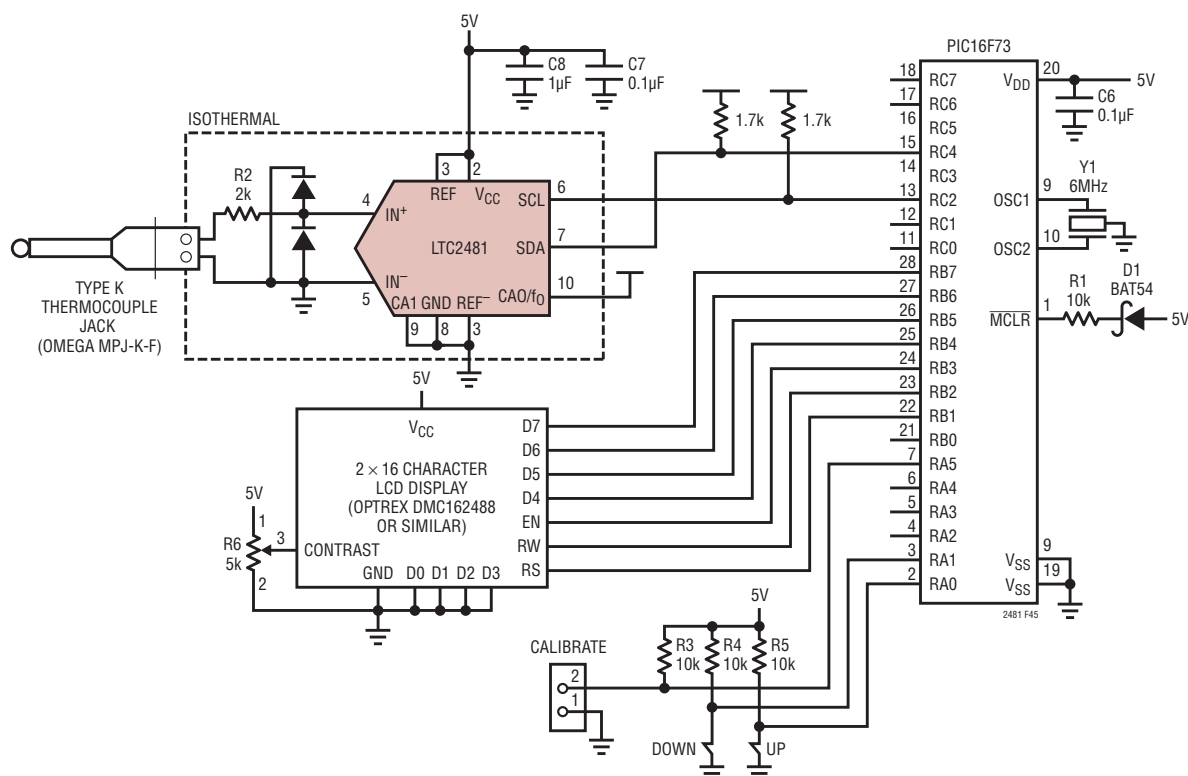 5V
C8
1µF
C7
0.1µF
ISOTHERMAL
R2
2k
4
IN+
3
REF
2
VCC
SCL
6
LTC2481
SDA
7
IN–
5
CA1
GND
REF–
CAO/fO
10
9
8
3
TYPE K
THERMOCOUPLE
JACK
(OMEGA MPJ-K-F)
1.7k
1.7k
PIC16F73
18
RC7
17
RC6
16
RC5
15
RC4
14
RC3
13
RC2
12
RC1
11
RC0
28
RB7
27
RB6
26
RB5
25
RB4
24
RB3
23
RB2
22
RB1
21
RB0
7
RA5
6
RA4
5
RA3
4
RA2
3
RA1
2
RA0
VDD
20
5V
C6
0.1µF
Y1
6MHz
OSC1
9
OSC2
10
MCLR
1
R1
10k
D1
BAT54
5V
VSS
9
VSS
19
2481 F45
5V
VCC
2 × 16 CHARACTER
LCD DISPLAY
(OPTREX DMC162488
OR SIMILAR)
D7
D6
D5
D4
EN
RW
RS
CONTRAST
GND D0 D1 D2 D3
5V
1
R6
5k
3
2
CALIBRATE
2
1
5V
R3
10k
R4
10k
R5
10k
DOWN
UP